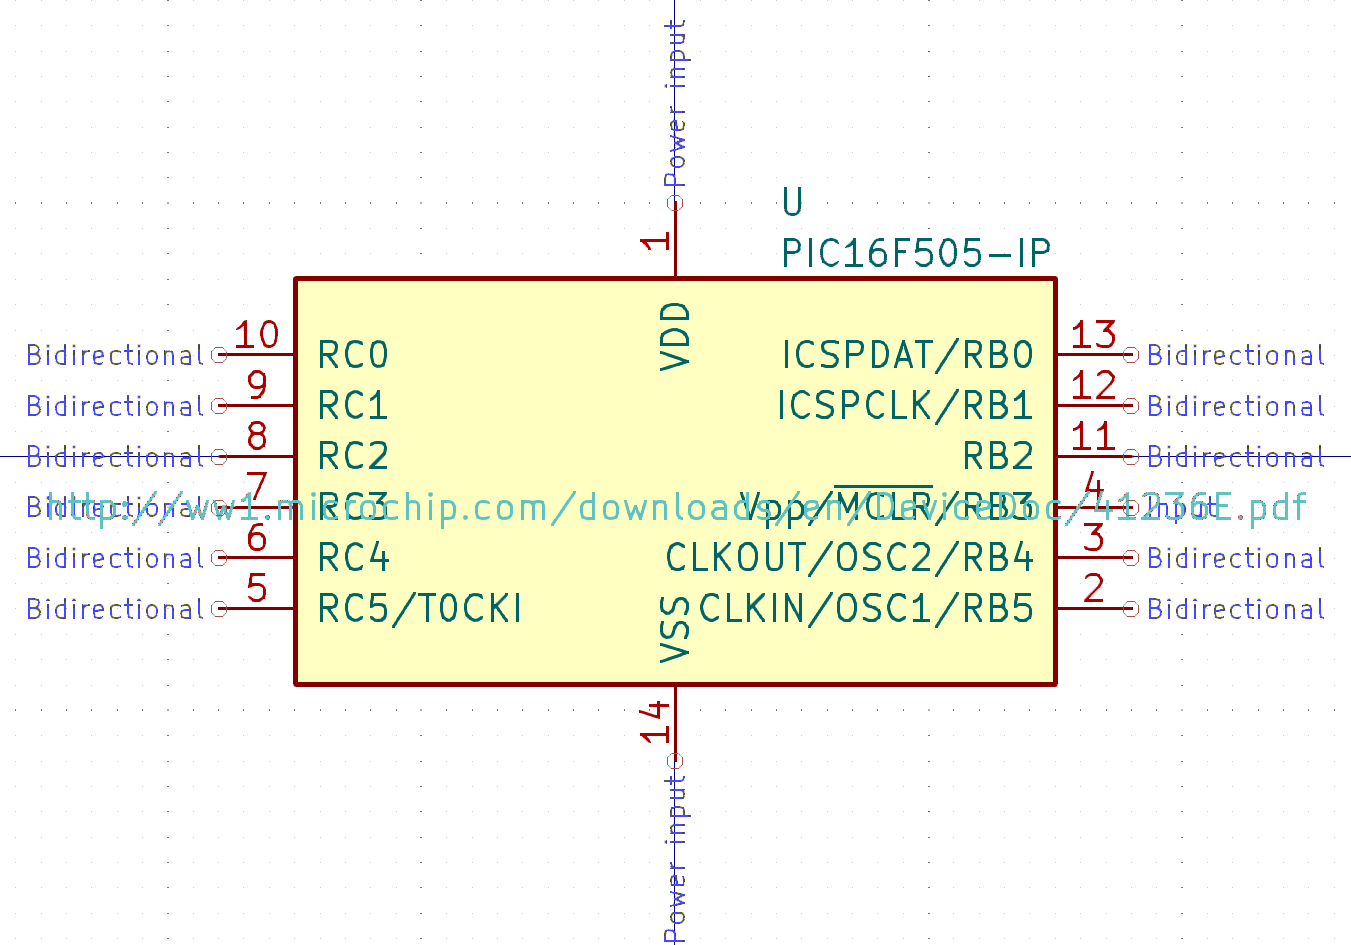 Power input
1
U
PIC16F505-IP
VDD
Bidirectional 10 RC0 ICSPDAT/RB0 13 Bidirectional
Bidirectional 9 RC1 ICSPCLK/RB1 12 Bidirectional
Bidirectional 8 RC2 RB2 11 Bidirectional
Bidirectional 7 RC3 Vpp/MCLR/RB3 4 Input
http://ww1.microchip.com/downloads/en/DeviceDoc/41236E.pdf
Bidirectional 6 RC4 CLKOUT/OSC2/RB4 3 Bidirectional
Bidirectional 5 RC5/T0CKI CLKIN/OSC1/RB5 2 Bidirectional
VSS
14
Power input